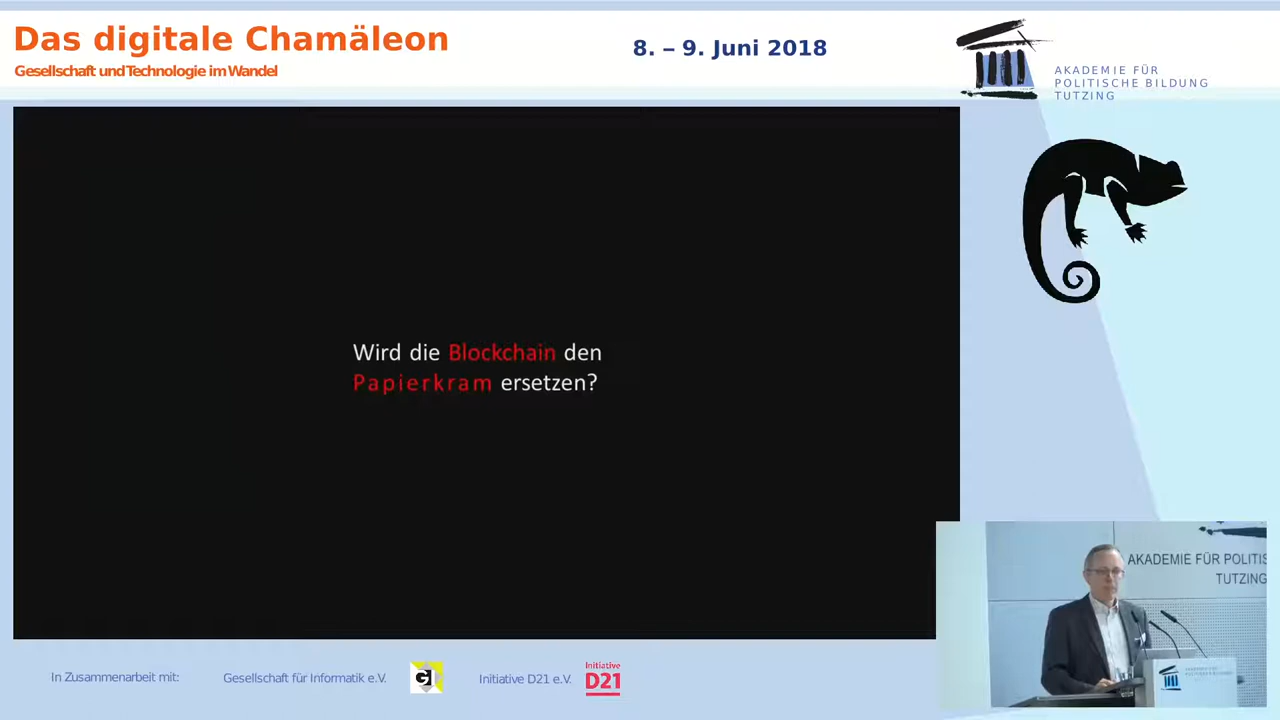 Das digitale Chamäleon
Gesellschaft und Technologie im Wandel
8. – 9. Juni 2018
AKADEMIE FÜR
POLITISCHE BILDUNG
TUTZING
Wird die Blockchain den
Papierkram ersetzen?
AKADEMIE FÜR POLITIS
TUTZING
In Zusammenarbeit mit:
Gesellschaft für Informatik e.V.
GI
Initiative D21 e.V.
Initiative
D21